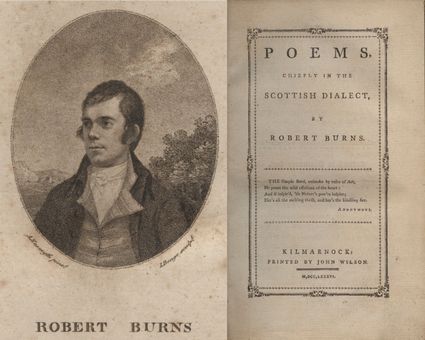 ROBERT BURNS
POEMS,
CHIEFLY IN THE
SCOTTISH DIALECT,
BY
ROBERT BURNS.
THE Simple Bard, unbroke by rules of Art,
He pours the wild effusions of the heart:
And if inspir'd, 'tis Nature's pow'rs inspire;
Her's all the melting thrill, and her's the kindling fire.
ANONYMOUS.
KILMARNOCK:
PRINTED BY JOHN WILSON.
M,DCC,LXXXVI.